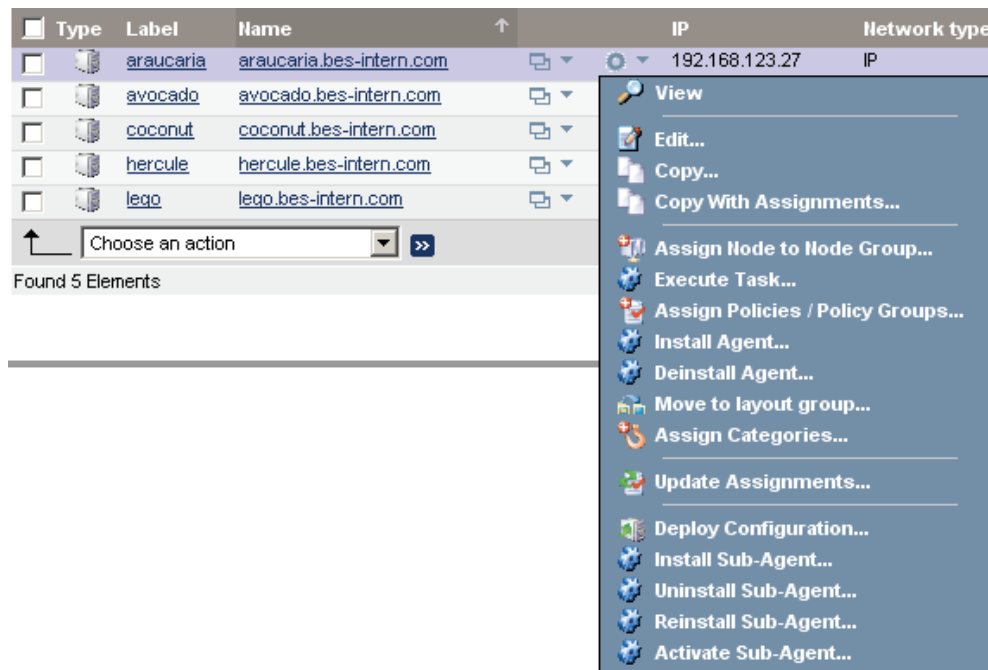 Type Label Name IP Network type
araucaria araucaria.bes-intern.com 192.168.123.27 IP
avocado avocado.bes-intern.com
coconut coconut.bes-intern.com
hercule hercule.bes-intern.com
lego lego.bes-intern.com
Choose an action
Found 5 Elements
View
Edit...
Copy...
Copy With Assignments...
Assign Node to Node Group...
Execute Task...
Assign Policies / Policy Groups...
Install Agent...
Deinstall Agent...
Move to layout group...
Assign Categories...
Update Assignments...
Deploy Configuration...
Install Sub-Agent...
Uninstall Sub-Agent...
Reinstall Sub-Agent...
Activate Sub-Agent...